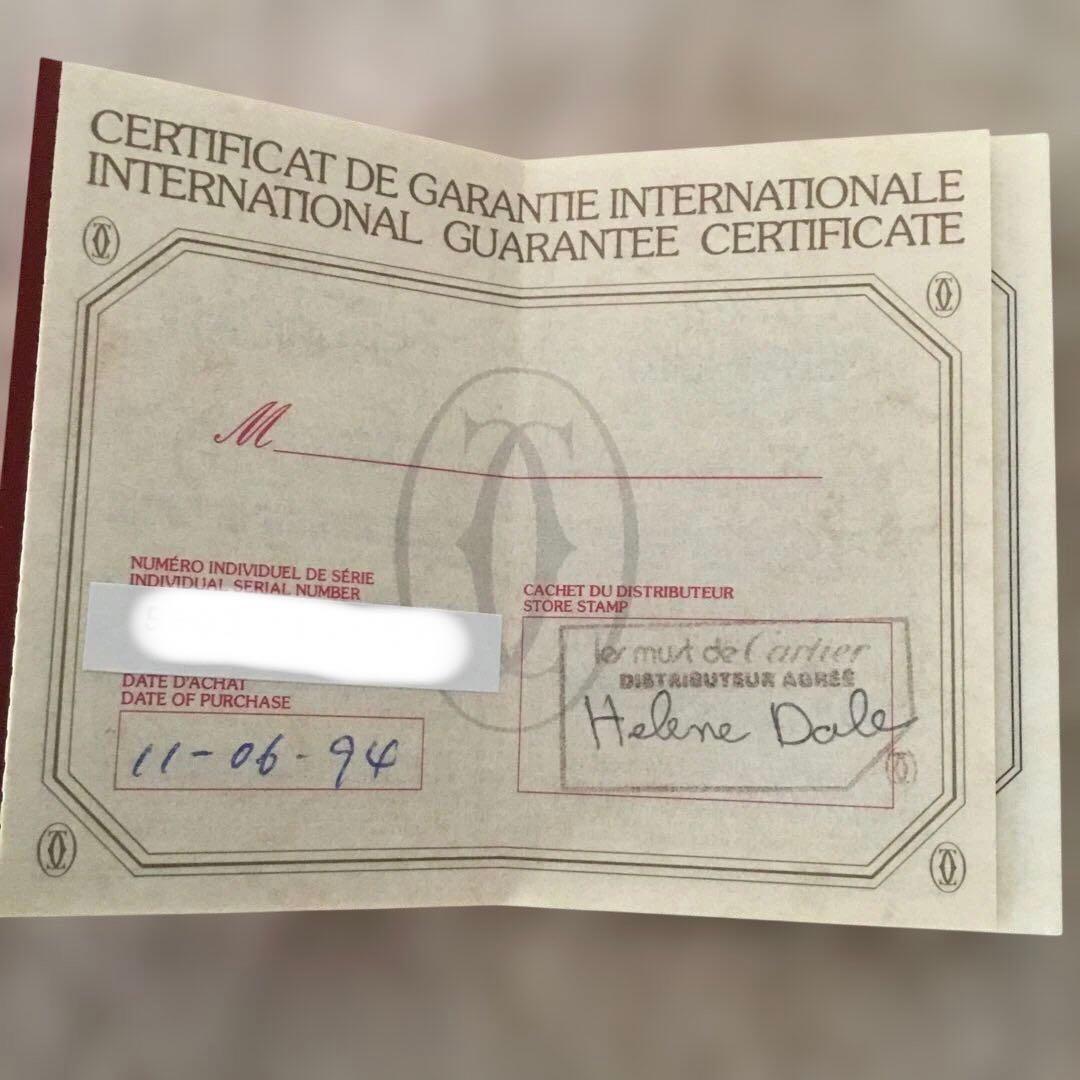 CERTIFICAT DE GARANTIE INTERNATIONALE
INTERNATIONAL GUARANTEE CERTIFICATE
M
NUMÉRO INDIVIDUEL DE SÉRIE
INDIVIDUAL SERIAL NUMBER
DATE D'ACHAT
DATE OF PURCHASE
11-06-94
CACHET DU DISTRIBUTEUR
STORE STAMP
les must de Cartier
DISTRIBUTEUR AGRÉÉ
Helene Dale